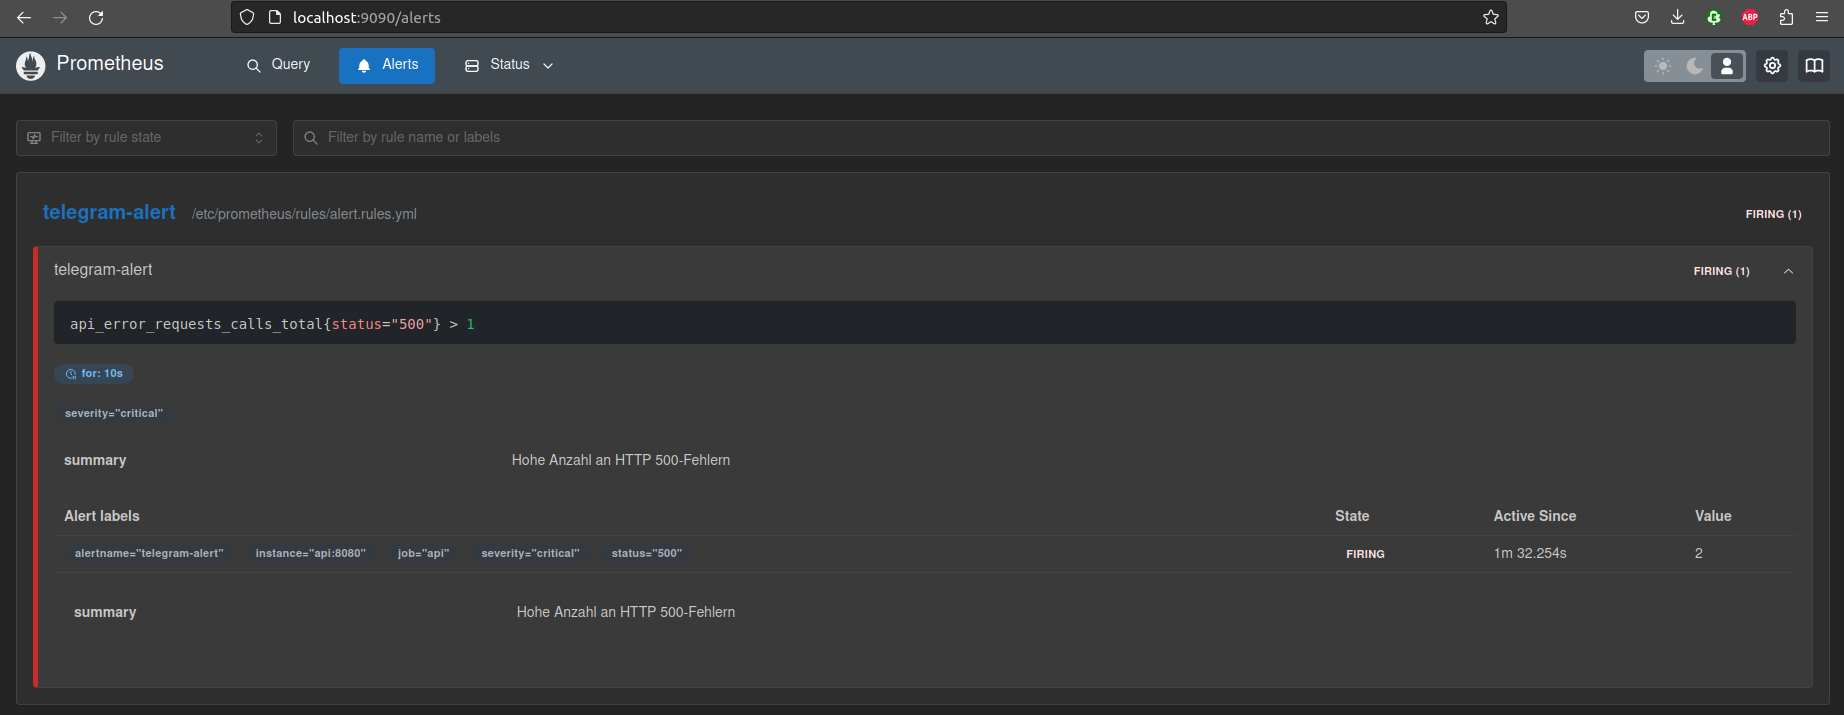 localhost:9090/alerts
ABP
Prometheus Query Alerts Status
Filter by rule state Filter by rule name or labels
telegram-alert /etc/prometheus/rules/alert.rules.yml FIRING (1)
telegram-alert FIRING (1)
api_error_requests_calls_total{status="500"} > 1
for: 10s
severity="critical"
summary Hohe Anzahl an HTTP 500-Fehlern
Alert labels State Active Since Value
alertname="telegram-alert" instance="api:8080" job="api" severity="critical" status="500" FIRING 1m 32.254s 2
summary Hohe Anzahl an HTTP 500-Fehlern